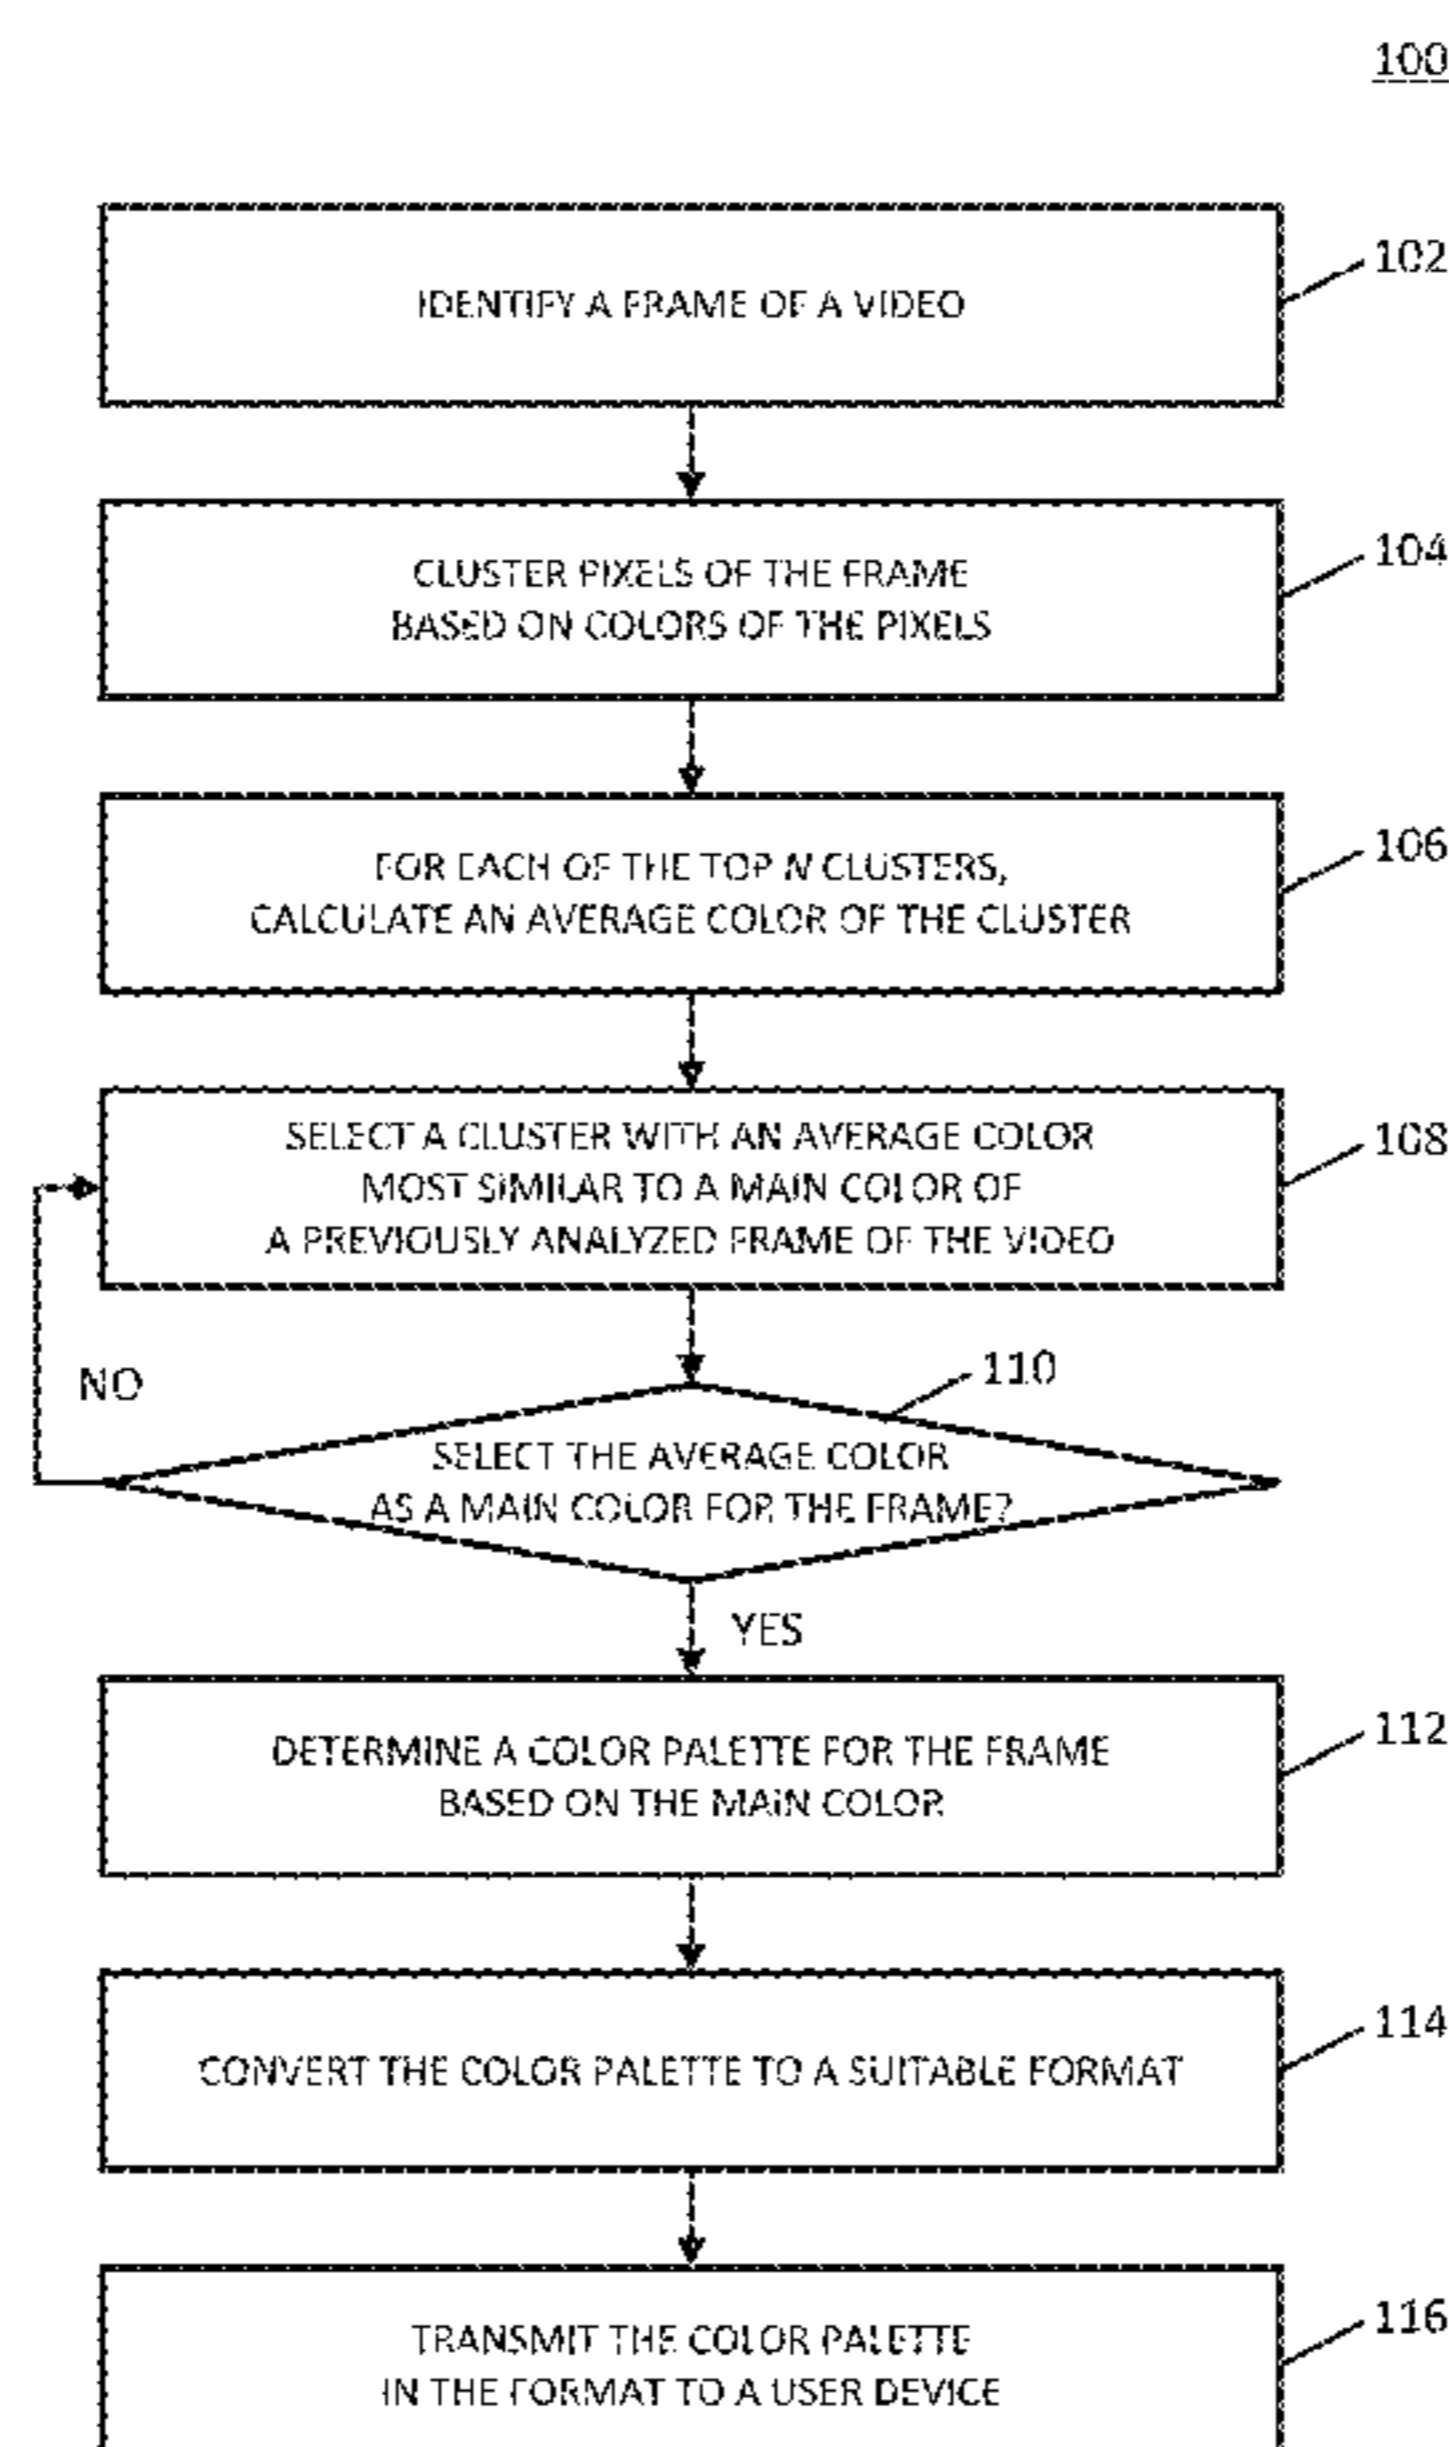 100
IDENTIFY A FRAME OF A VIDEO
102
CLUSTER PIXELS OF THE FRAME
BASED ON COLORS OF THE PIXELS
104
FOR EACH OF THE TOP N CLUSTERS,
CALCULATE AN AVERAGE COLOR OF THE CLUSTER
106
SELECT A CLUSTER WITH AN AVERAGE COLOR
MOST SIMILAR TO A MAIN COLOR OF
A PREVIOUSLY ANALYZED FRAME OF THE VIDEO
108
NO
110
SELECT THE AVERAGE COLOR
AS A MAIN COLOR FOR THE FRAME?
YES
DETERMINE A COLOR PALETTE FOR THE FRAME
BASED ON THE MAIN COLOR
112
CONVERT THE COLOR PALETTE TO A SUITABLE FORMAT
114
TRANSMIT THE COLOR PALETTE
IN THE FORMAT TO A USER DEVICE
116